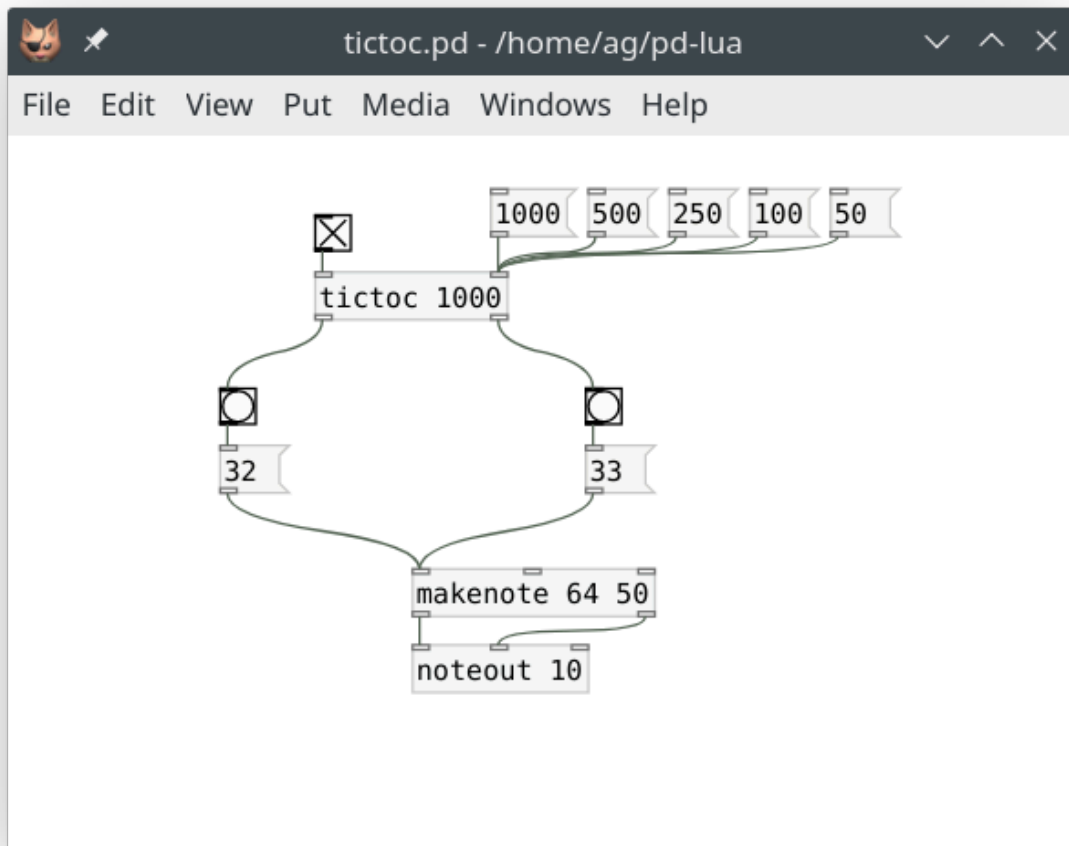 tictoc.pd - /home/ag/pd-lua
File Edit View Put Media Windows Help
1000 500 250 100 50
tictoc 1000
32 33
makenote 64 50
noteout 10